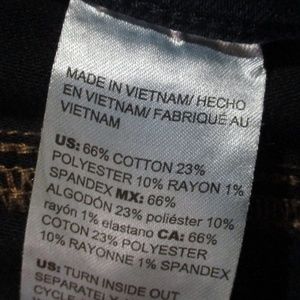 MADE IN VIETNAM/ HECHO
EN VIETNAM/ FABRIQUÉ AU
VIETNAM
US: 66% COTTON 23%
POLYESTER 10% RAYON 1%
SPANDEX MX: 66%
ALGODÓN 23% poliéster 10%
rayón 1% elastano CA: 66%
COTON 23% POLYESTER
10% RAYONNE 1% SPANDEX
US: TURN INSIDE OUT
SEPARATELY
CYCLE